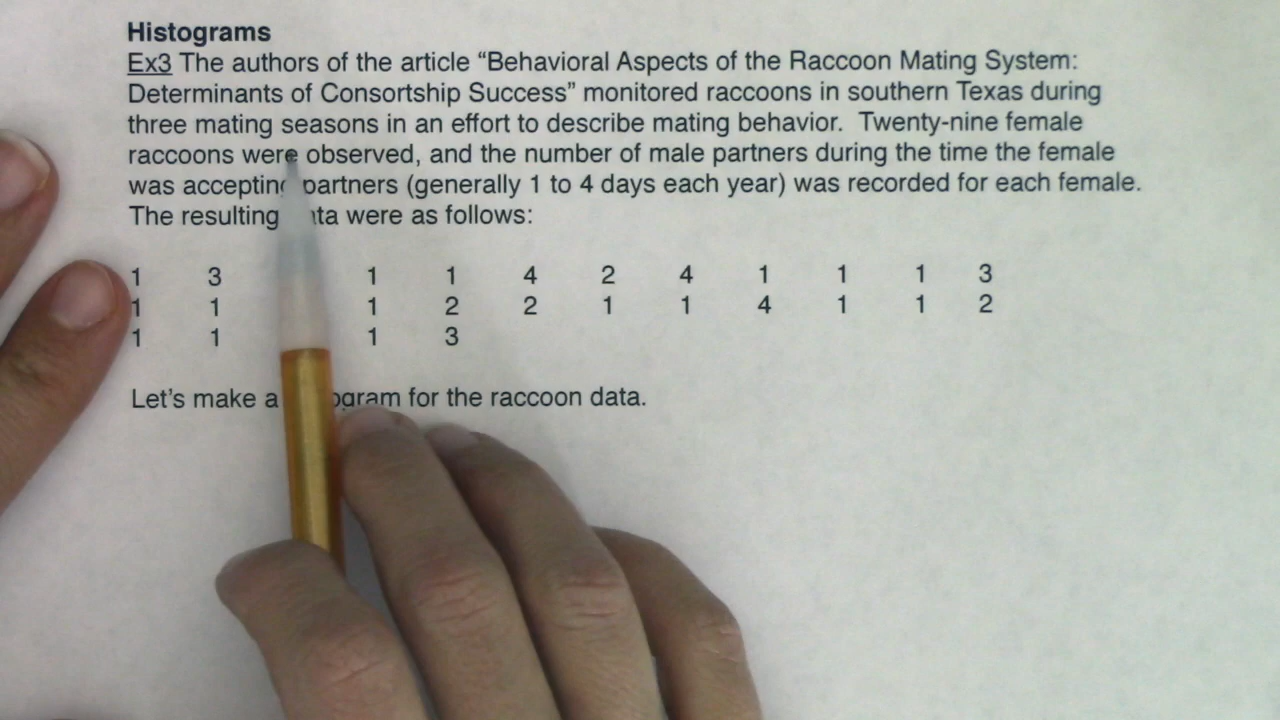 Histograms
Ex3 The authors of the article “Behavioral Aspects of the Raccoon Mating System:
Determinants of Consortship Success” monitored raccoons in southern Texas during
three mating seasons in an effort to describe mating behavior. Twenty-nine female
raccoons were observed, and the number of male partners during the time the female
was accepting partners (generally 1 to 4 days each year) was recorded for each female.
The resulting were as follows:
1 3 1 1 4 2 4 1 1 1 3
1 1 1 2 2 1 1 4 1 1 2
1 1 1 3
Let’s make a for the raccoon data.